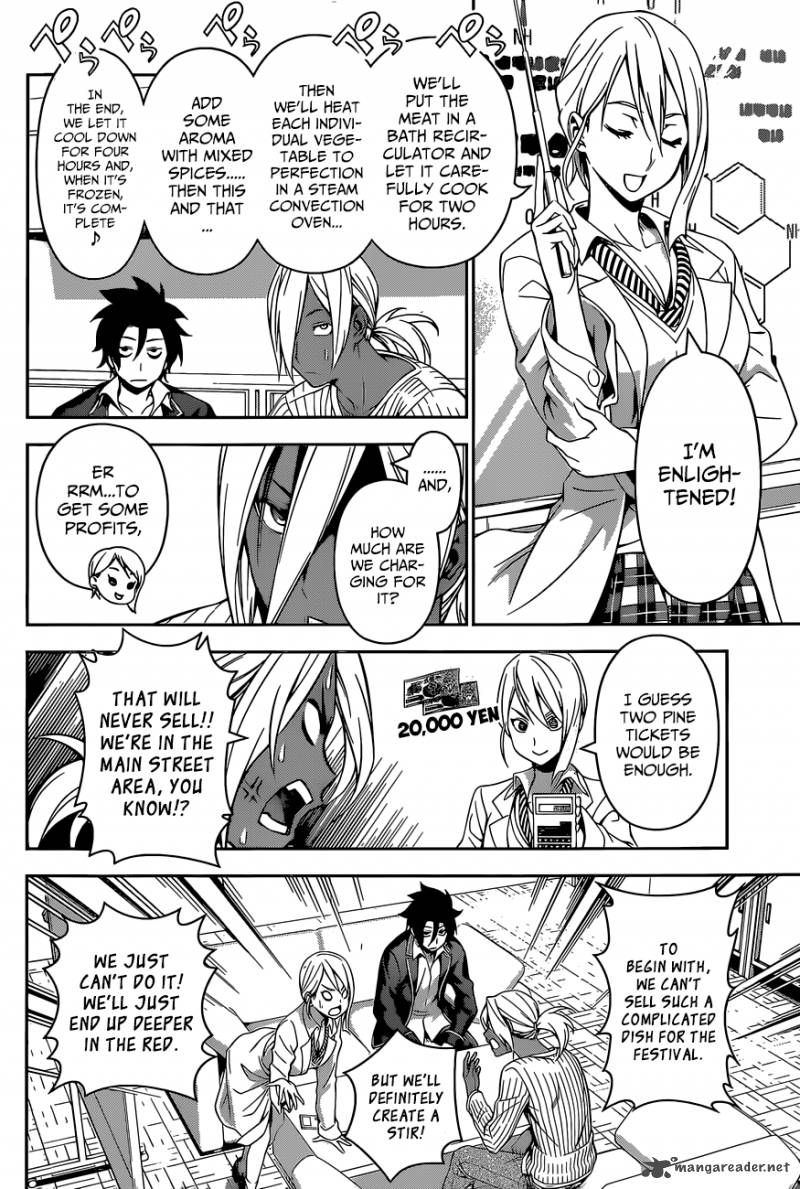 ぺらぺら
ぺらぺら
NH
WE'LL
PUT THE
MEAT IN A
BATH RECIR-
CULATOR AND
LET IT CARE-
FULLY COOK
FOR TWO
HOURS.
THEN
WE'LL HEAT
EACH INDIVI-
DUAL VEGE-
TABLE TO
PERFECTION
IN A STEAM
CONVECTION
OVEN...
ADD
SOME
AROMA
WITH MIXED
SPICES.....
THEN THIS
AND THAT
...
IN
THE END,
WE LET IT
COOL DOWN
FOR FOUR
HOURS AND,
WHEN IT'S
FROZEN,
IT'S COM-
PLETE
♪
NH
I'M
ENLIGH-
TENED!
......
AND,
HOW
MUCH ARE
WE CHAR-
GING FOR
IT?
ER
RRM...TO
GET SOME
PROFITS,
I GUESS
TWO PINE
TICKETS
WOULD BE
ENOUGH.
20,000 YEN
THAT WILL
NEVER SELL!!
WE'RE IN THE
MAIN STREET
AREA, YOU
KNOW!?
TO
BEGIN WITH,
WE CAN'T
SELL SUCH A
COMPLICATED
DISH FOR THE
FESTIVAL.
BUT WE'LL
DEFINITELY
CREATE A
STIR!
WE JUST
CAN'T DO IT!
WE'LL JUST
END UP DEEPER
IN THE RED.
mangareader.net